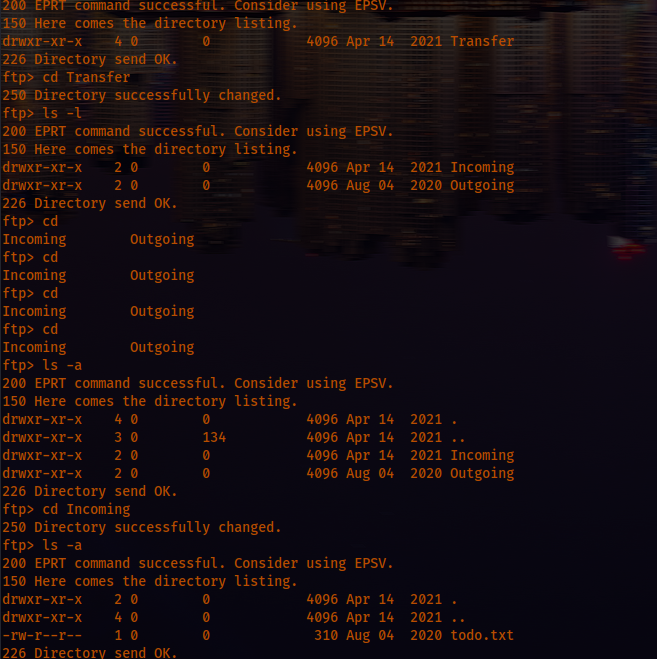 200 EPRT command successful. Consider using EPSV.
150 Here comes the directory listing.
drwxr-xr-x    4 0        0            4096 Apr 14  2021 Transfer
226 Directory send OK.
ftp> cd Transfer
250 Directory successfully changed.
ftp> ls -l
200 EPRT command successful. Consider using EPSV.
150 Here comes the directory listing.
drwxr-xr-x    2 0        0            4096 Apr 14  2021 Incoming
drwxr-xr-x    2 0        0            4096 Aug 04  2020 Outgoing
226 Directory send OK.
ftp> cd
Incoming        Outgoing
ftp> cd
Incoming        Outgoing
ftp> cd
Incoming        Outgoing
ftp> cd
Incoming        Outgoing
ftp> ls -a
200 EPRT command successful. Consider using EPSV.
150 Here comes the directory listing.
drwxr-xr-x    4 0        0            4096 Apr 14  2021 .
drwxr-xr-x    3 0        134          4096 Apr 14  2021 ..
drwxr-xr-x    2 0        0            4096 Apr 14  2021 Incoming
drwxr-xr-x    2 0        0            4096 Aug 04  2020 Outgoing
226 Directory send OK.
ftp> cd Incoming
250 Directory successfully changed.
ftp> ls -a
200 EPRT command successful. Consider using EPSV.
150 Here comes the directory listing.
drwxr-xr-x    2 0        0            4096 Apr 14  2021 .
drwxr-xr-x    4 0        0            4096 Apr 14  2021 ..
-rw-r--r--    1 0        0             310 Aug 04  2020 todo.txt
226 Directory send OK.